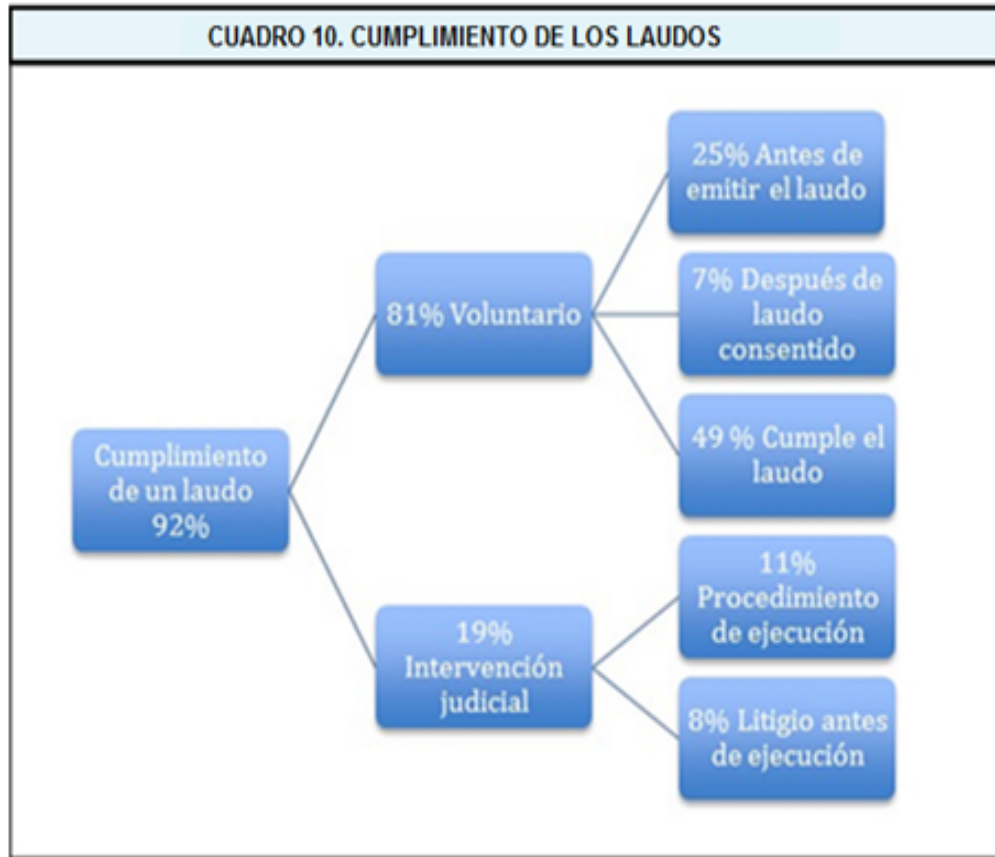 CUADRO 10. CUMPLIMIENTO DE LOS LAUDOS
25% Antes de
emitir el laudo
81% Voluntario
7% Después de
laudo
consentido
49 % Cumple el
laudo
Cumplimiento
de un laudo
92%
19%
Intervención
judicial
11%
Procedimiento
de ejecución
8% Litigio antes
de ejecución